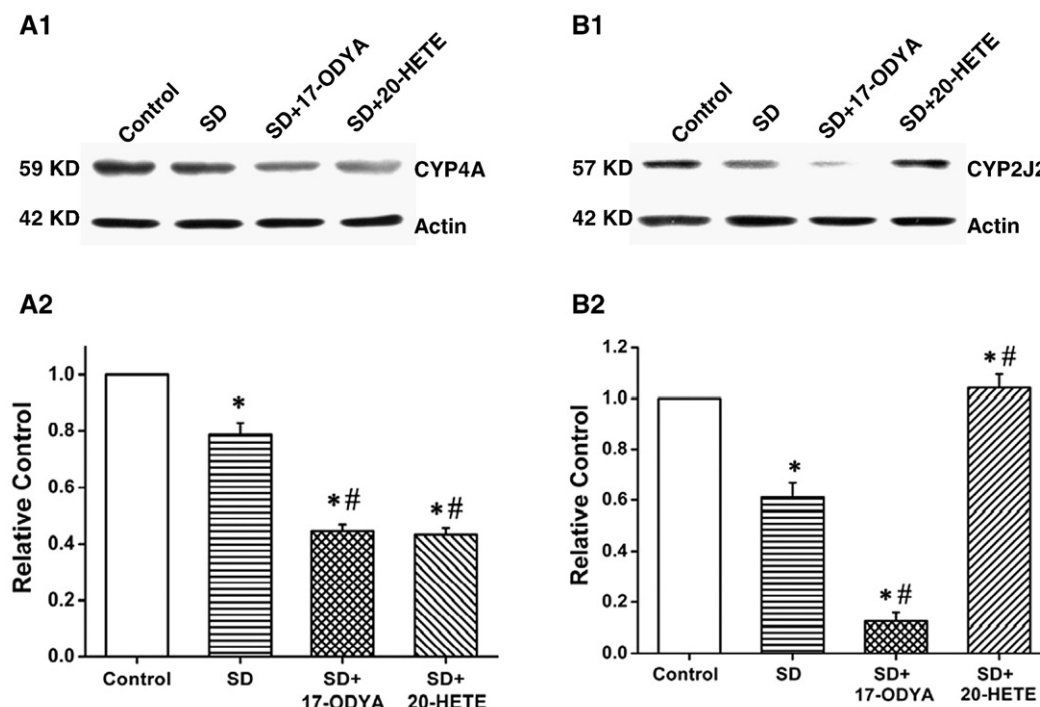 A1
Control
SD
SD+17-ODYA
SD+20-HETE
59 KD
CYP4A
42 KD
Actin
B1
Control
SD
SD+17-ODYA
SD+20-HETE
57 KD
CYP2J2
42 KD
Actin
A2
Relative Control
1.0
0.8
0.6
0.4
0.2
0.0
*
*#
*#
Control
SD
SD+
17-ODYA
SD+
20-HETE
B2
Relative Control
1.2
1.0
0.8
0.6
0.4
0.2
0.0
*
*#
*#
Control
SD
SD+
17-ODYA
SD+
20-HETE